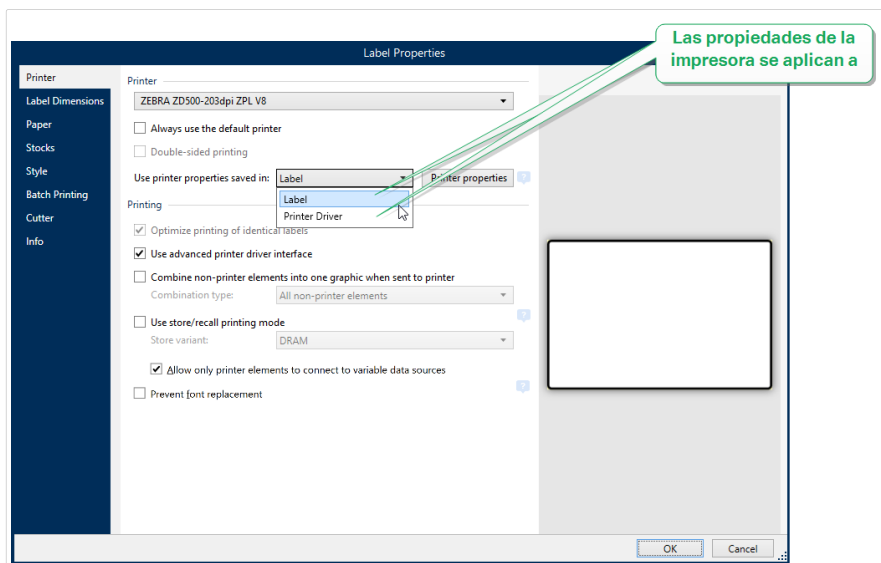 Las propiedades de la
impresora se aplican a
Label Properties
Printer
Label Dimensions
Paper
Stocks
Style
Batch Printing
Cutter
Info
Printer
ZEBRA ZD500-203dpi ZPL V8
Always use the default printer
Double-sided printing
Use printer properties saved in: Label Printer properties
Label
Printer Driver
Printing
Optimize printing of identical labels
Use advanced printer driver interface
Combine non-printer elements into one graphic when sent to printer
Combination type: All non-printer elements
Use store/recall printing mode
Store variant: DRAM
Allow only printer elements to connect to variable data sources
Prevent font replacement
OK Cancel